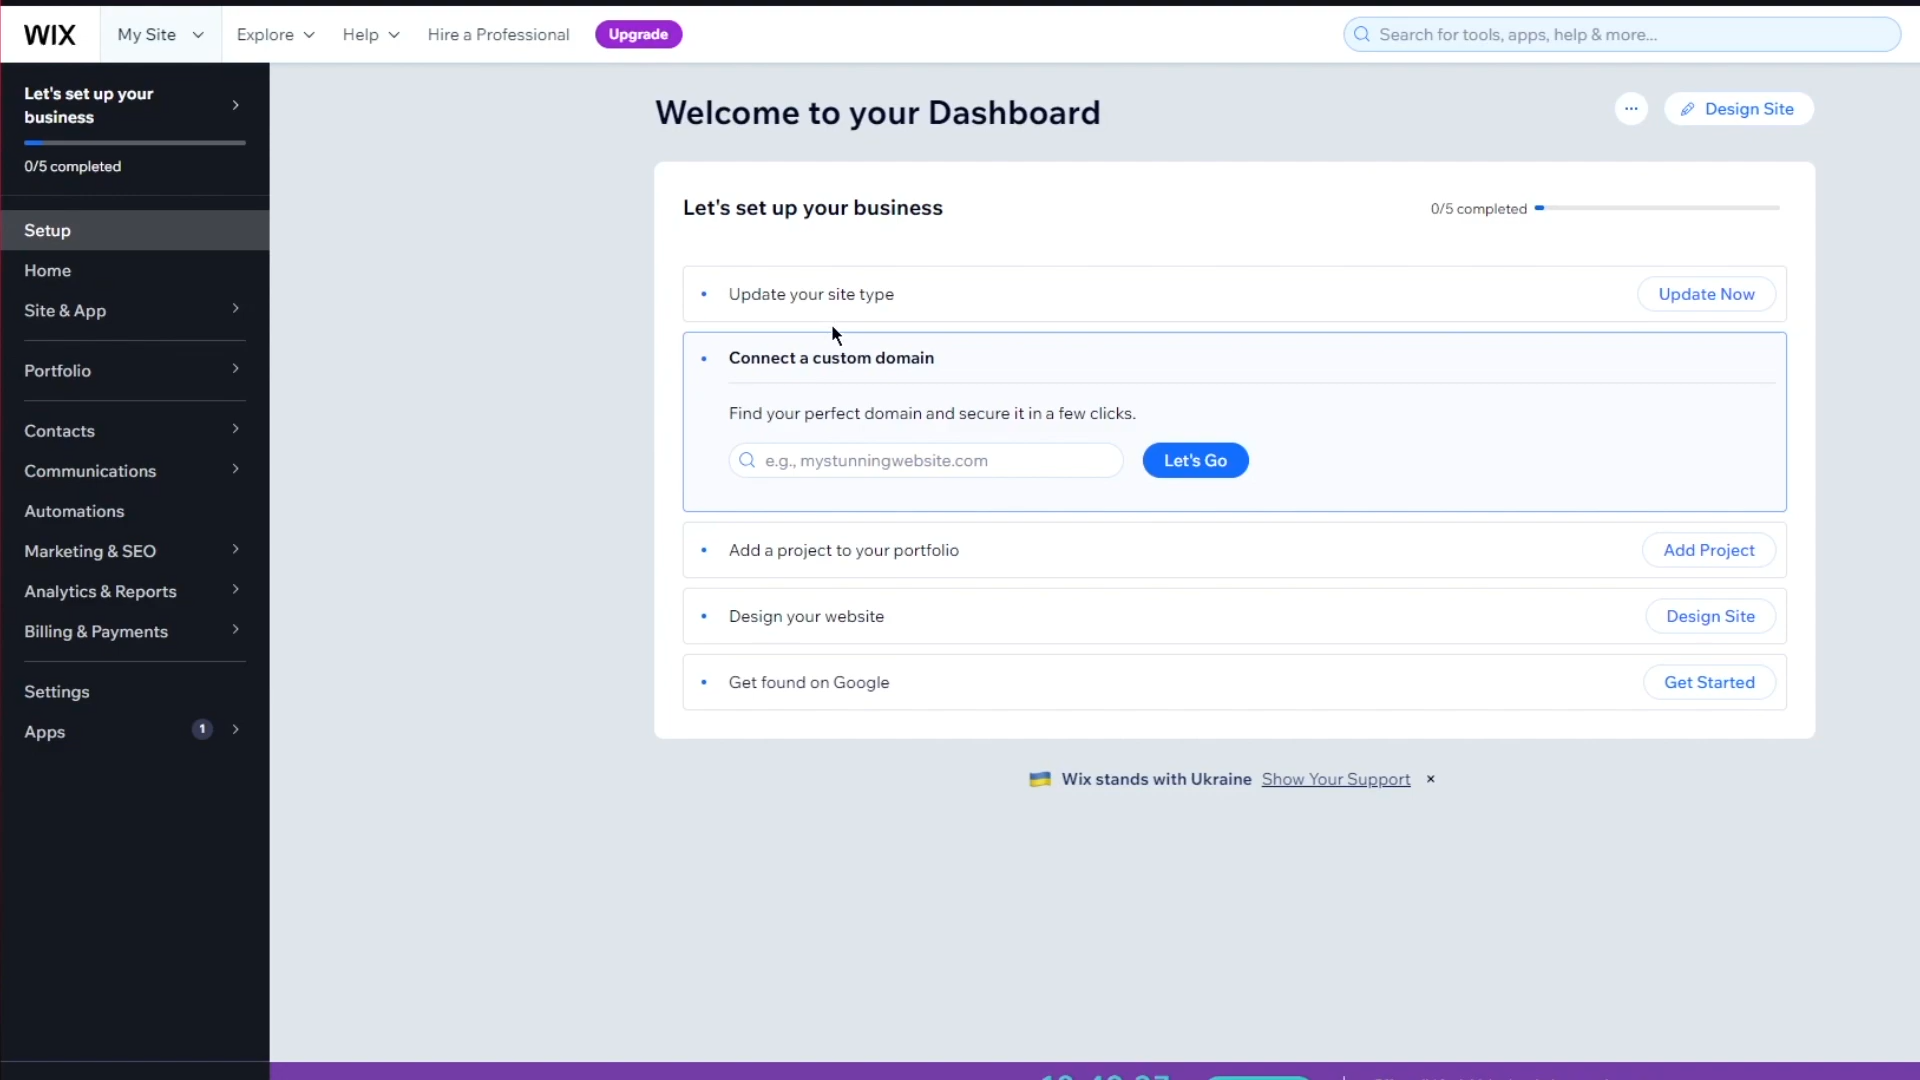 WIX
My Site
Explore
Help
Hire a Professional
Upgrade
Search for tools, apps, help & more...
Let's set up your
business
0/5 completed
Setup
Home
Site & App
Portfolio
Contacts
Communications
Automations
Marketing & SEO
Analytics & Reports
Billing & Payments
Settings
Apps
1
Welcome to your Dashboard
... Design Site
Let's set up your business
0/5 completed
Update your site type
Update Now
Connect a custom domain
Find your perfect domain and secure it in a few clicks.
e.g., mystunningwebsite.com
Let's Go
Add a project to your portfolio
Add Project
Design your website
Design Site
Get found on Google
Get Started
Wix stands with Ukraine Show Your Support ×